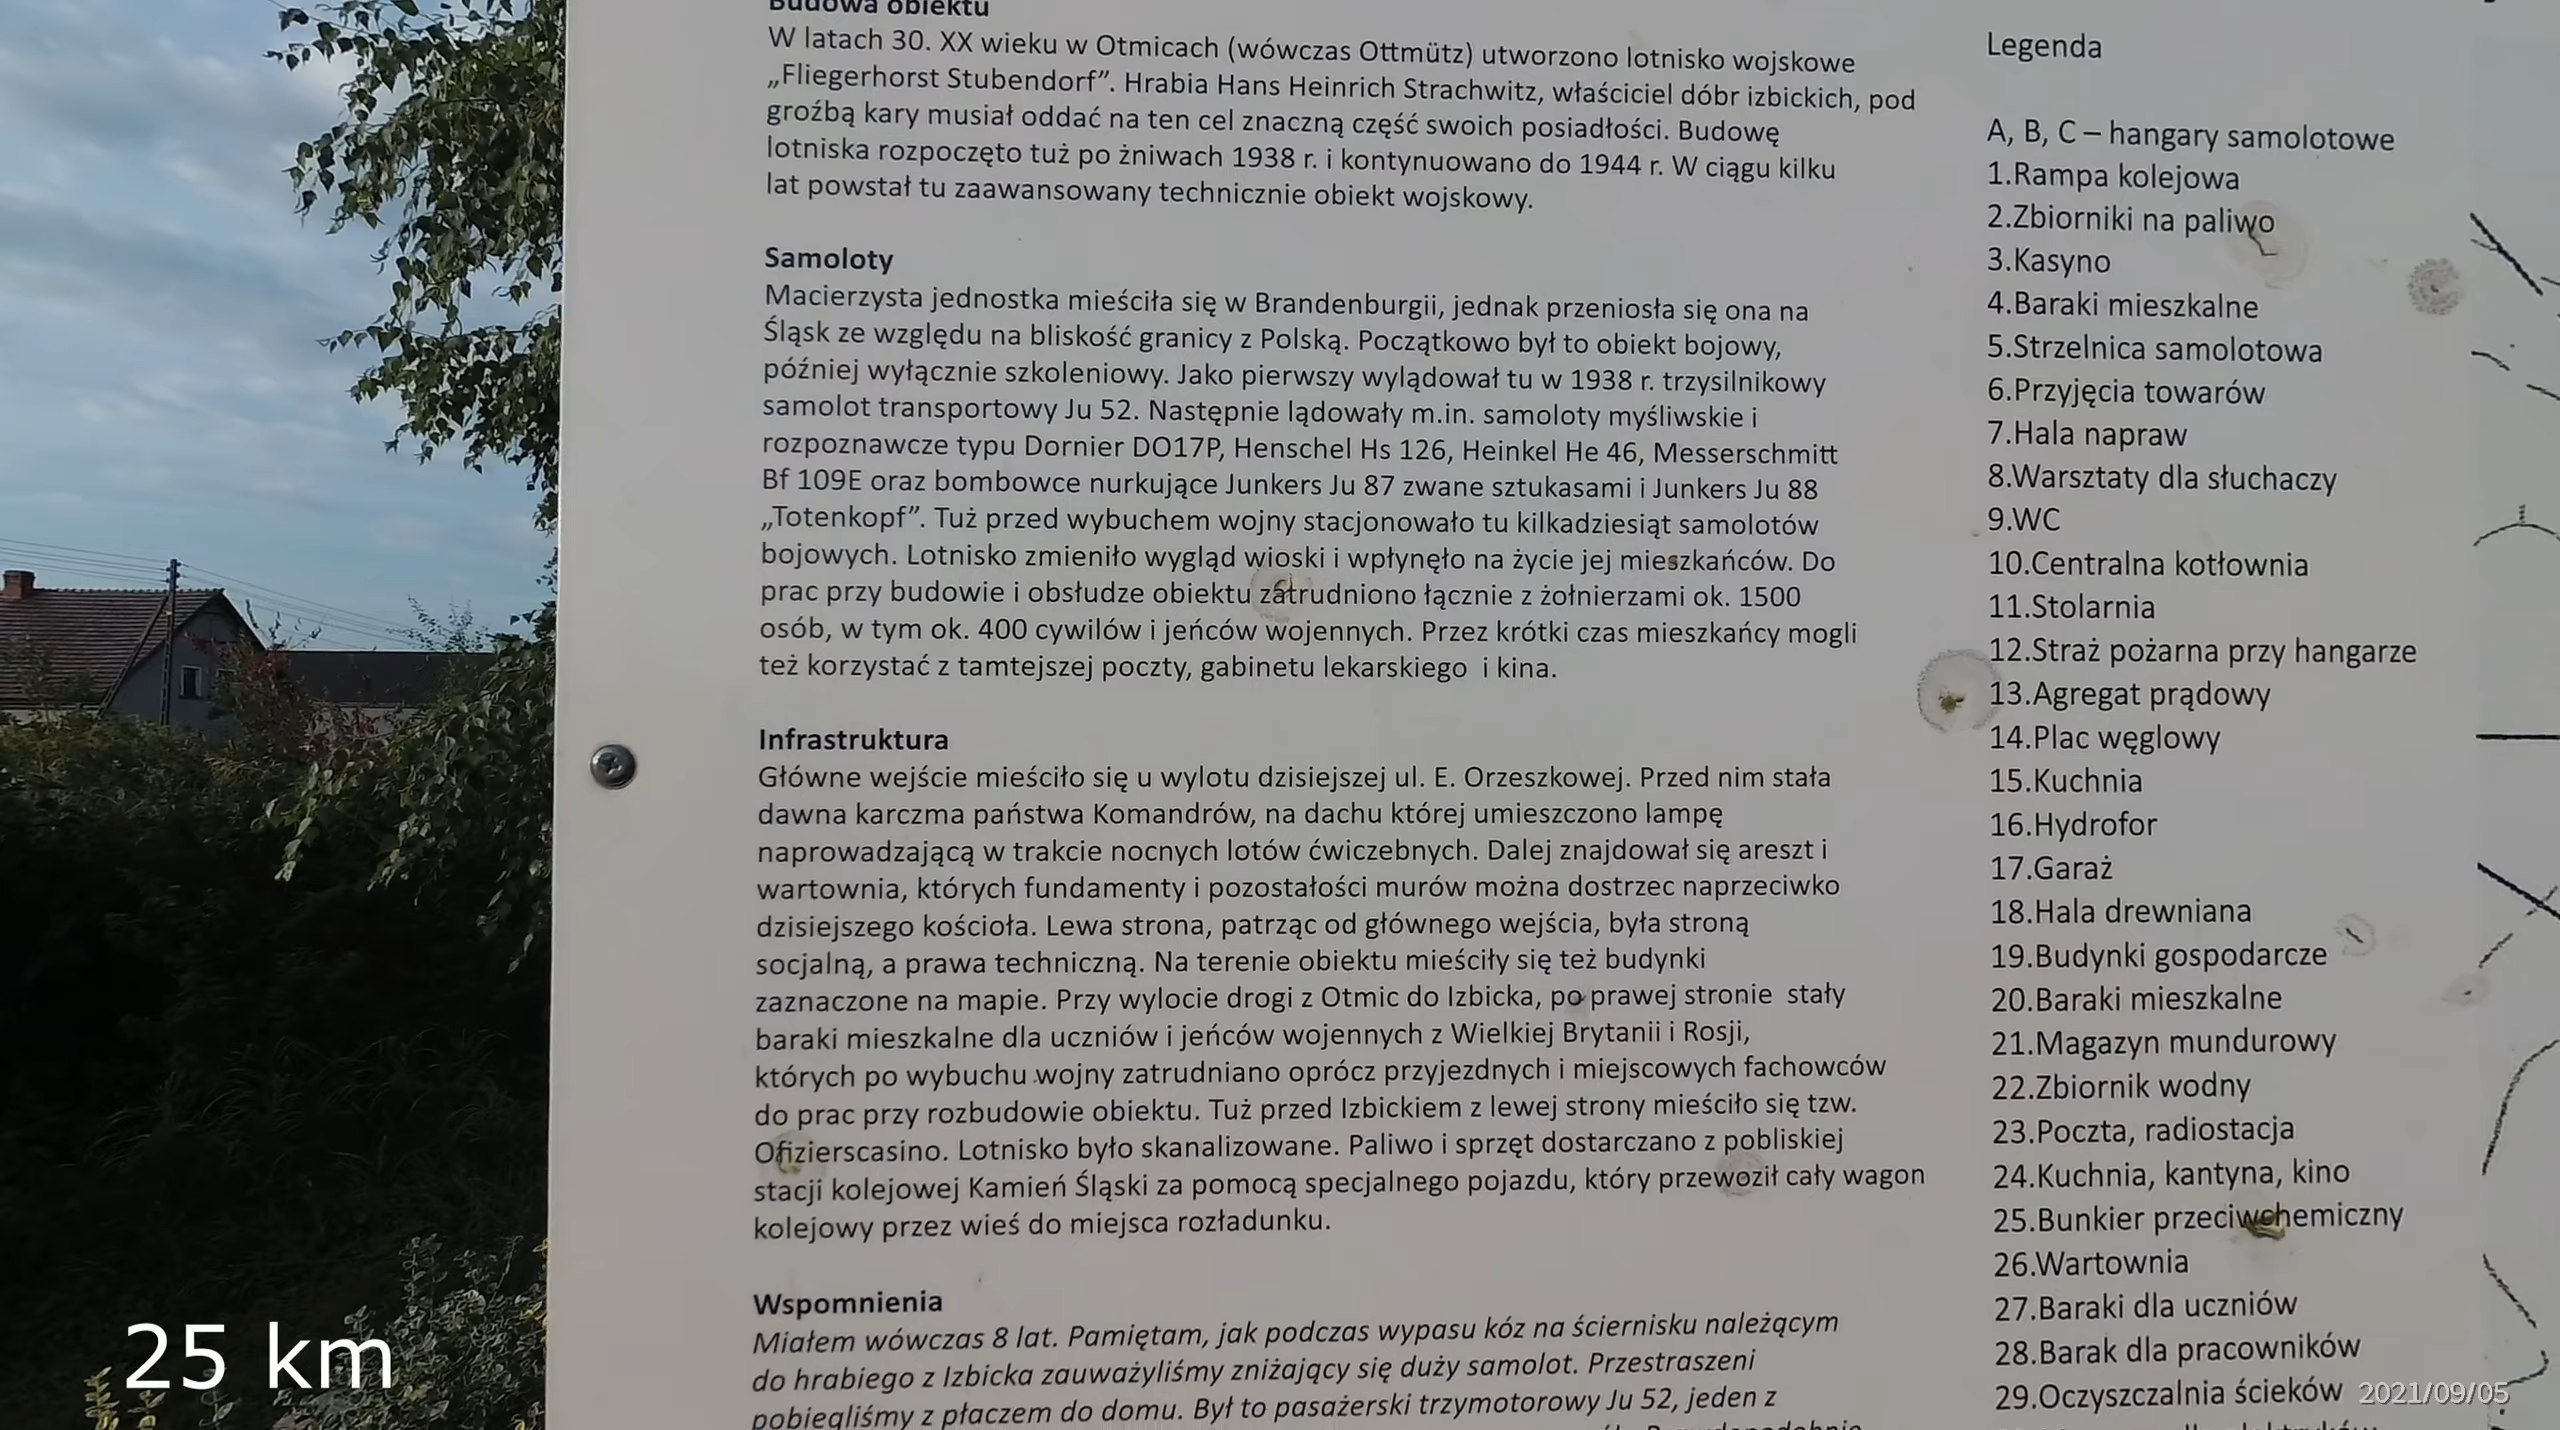 Budowa obiektu
W latach 30. XX wieku w Otmicach (wówczas Ottmütz) utworzono lotnisko wojskowe
„Fliegerhorst Stubendorf”. Hrabia Hans Heinrich Strachwitz, właściciel dóbr izbickich, pod
groźbą kary musiał oddać na ten cel znaczną część swoich posiadłości. Budowę
lotniska rozpoczęto tuż po żniwach 1938 r. i kontynuowano do 1944 r. W ciągu kilku
lat powstał tu zaawansowany technicznie obiekt wojskowy.
Samoloty
Macierzysta jednostka mieściła się w Brandenburgii, jednak przeniosła się ona na
Śląsk ze względu na bliskość granicy z Polską. Początkowo był to obiekt bojowy,
później wyłącznie szkoleniowy. Jako pierwszy wylądował tu w 1938 r. trzysilnikowy
samolot transportowy Ju 52. Następnie lądowały m.in. samoloty myśliwskie i
rozpoznawcze typu Dornier DO17P, Henschel Hs 126, Heinkel He 46, Messerschmitt
Bf 109E oraz bombowce nurkujące Junkers Ju 87 zwane sztukasami i Junkers Ju 88
„Totenkopf”. Tuż przed wybuchem wojny stacjonowało tu kilkadziesiąt samolotów
bojowych. Lotnisko zmieniło wygląd wioski i wpłynęło na życie jej mieszkańców. Do
prac przy budowie i obsłudze obiektu zatrudniono łącznie z żołnierzami ok. 1500
osób, w tym ok. 400 cywilów i jeńców wojennych. Przez krótki czas mieszkańcy mogli
też korzystać z tamtejszej poczty, gabinetu lekarskiego i kina.
Infrastruktura
Główne wejście mieściło się u wylotu dzisiejszej ul. E. Orzeszkowej. Przed nim stała
dawna karczma państwa Komandrów, na dachu której umieszczono lampę
naprowadzającą w trakcie nocnych lotów ćwiczebnych. Dalej znajdował się areszt i
wartownia, których fundamenty i pozostałości murów można dostrzec naprzeciwko
dzisiejszego kościoła. Lewa strona, patrząc od głównego wejścia, była stroną
socjalną, a prawa techniczną. Na terenie obiektu mieściły się też budynki
zaznaczone na mapie. Przy wylocie drogi z Otmic do Izbicka, po prawej stronie stały
baraki mieszkalne dla uczniów i jeńców wojennych z Wielkiej Brytanii i Rosji,
których po wybuchu wojny zatrudniano oprócz przyjezdnych i miejscowych fachowców
do prac przy rozbudowie obiektu. Tuż przed Izbickiem z lewej strony mieściło się tzw.
Ofizierscasino. Lotnisko było skanalizowane. Paliwo i sprzęt dostarczano z pobliskiej
stacji kolejowej Kamień Śląski za pomocą specjalnego pojazdu, który przewoził cały wagon
kolejowy przez wieś do miejsca rozładunku.
Wspomnienia
Miałem wówczas 8 lat. Pamiętam, jak podczas wypasu kóz na ściernisku należącym
do hrabiego z Izbicka zauważyliśmy zniżający się duży samolot. Przestraszeni
pobiegliśmy z płaczem do domu. Był to pasażerski trzymotorowy Ju 52, jeden z
Legenda
A, B, C – hangary samolotowe
1.Rampa kolejowa
2.Zbiorniki na paliwo
3.Kasyno
4.Baraki mieszkalne
5.Strzelnica samolotowa
6.Przyjęcia towarów
7.Hala napraw
8.Warsztaty dla słuchaczy
9.WC
10.Centralna kotłownia
11.Stolarnia
12.Straż pożarna przy hangarze
13.Agregat prądowy
14.Plac węglowy
15.Kuchnia
16.Hydrofor
17.Garaż
18.Hala drewniana
19.Budynki gospodarcze
20.Baraki mieszkalne
21.Magazyn mundurowy
22.Zbiornik wodny
23.Poczta, radiostacja
24.Kuchnia, kantyna, kino
25.Bunkier przeciwchemiczny
26.Wartownia
27.Baraki dla uczniów
28.Barak dla pracowników
29.Oczyszczalnia ścieków
25 km
2021/09/05